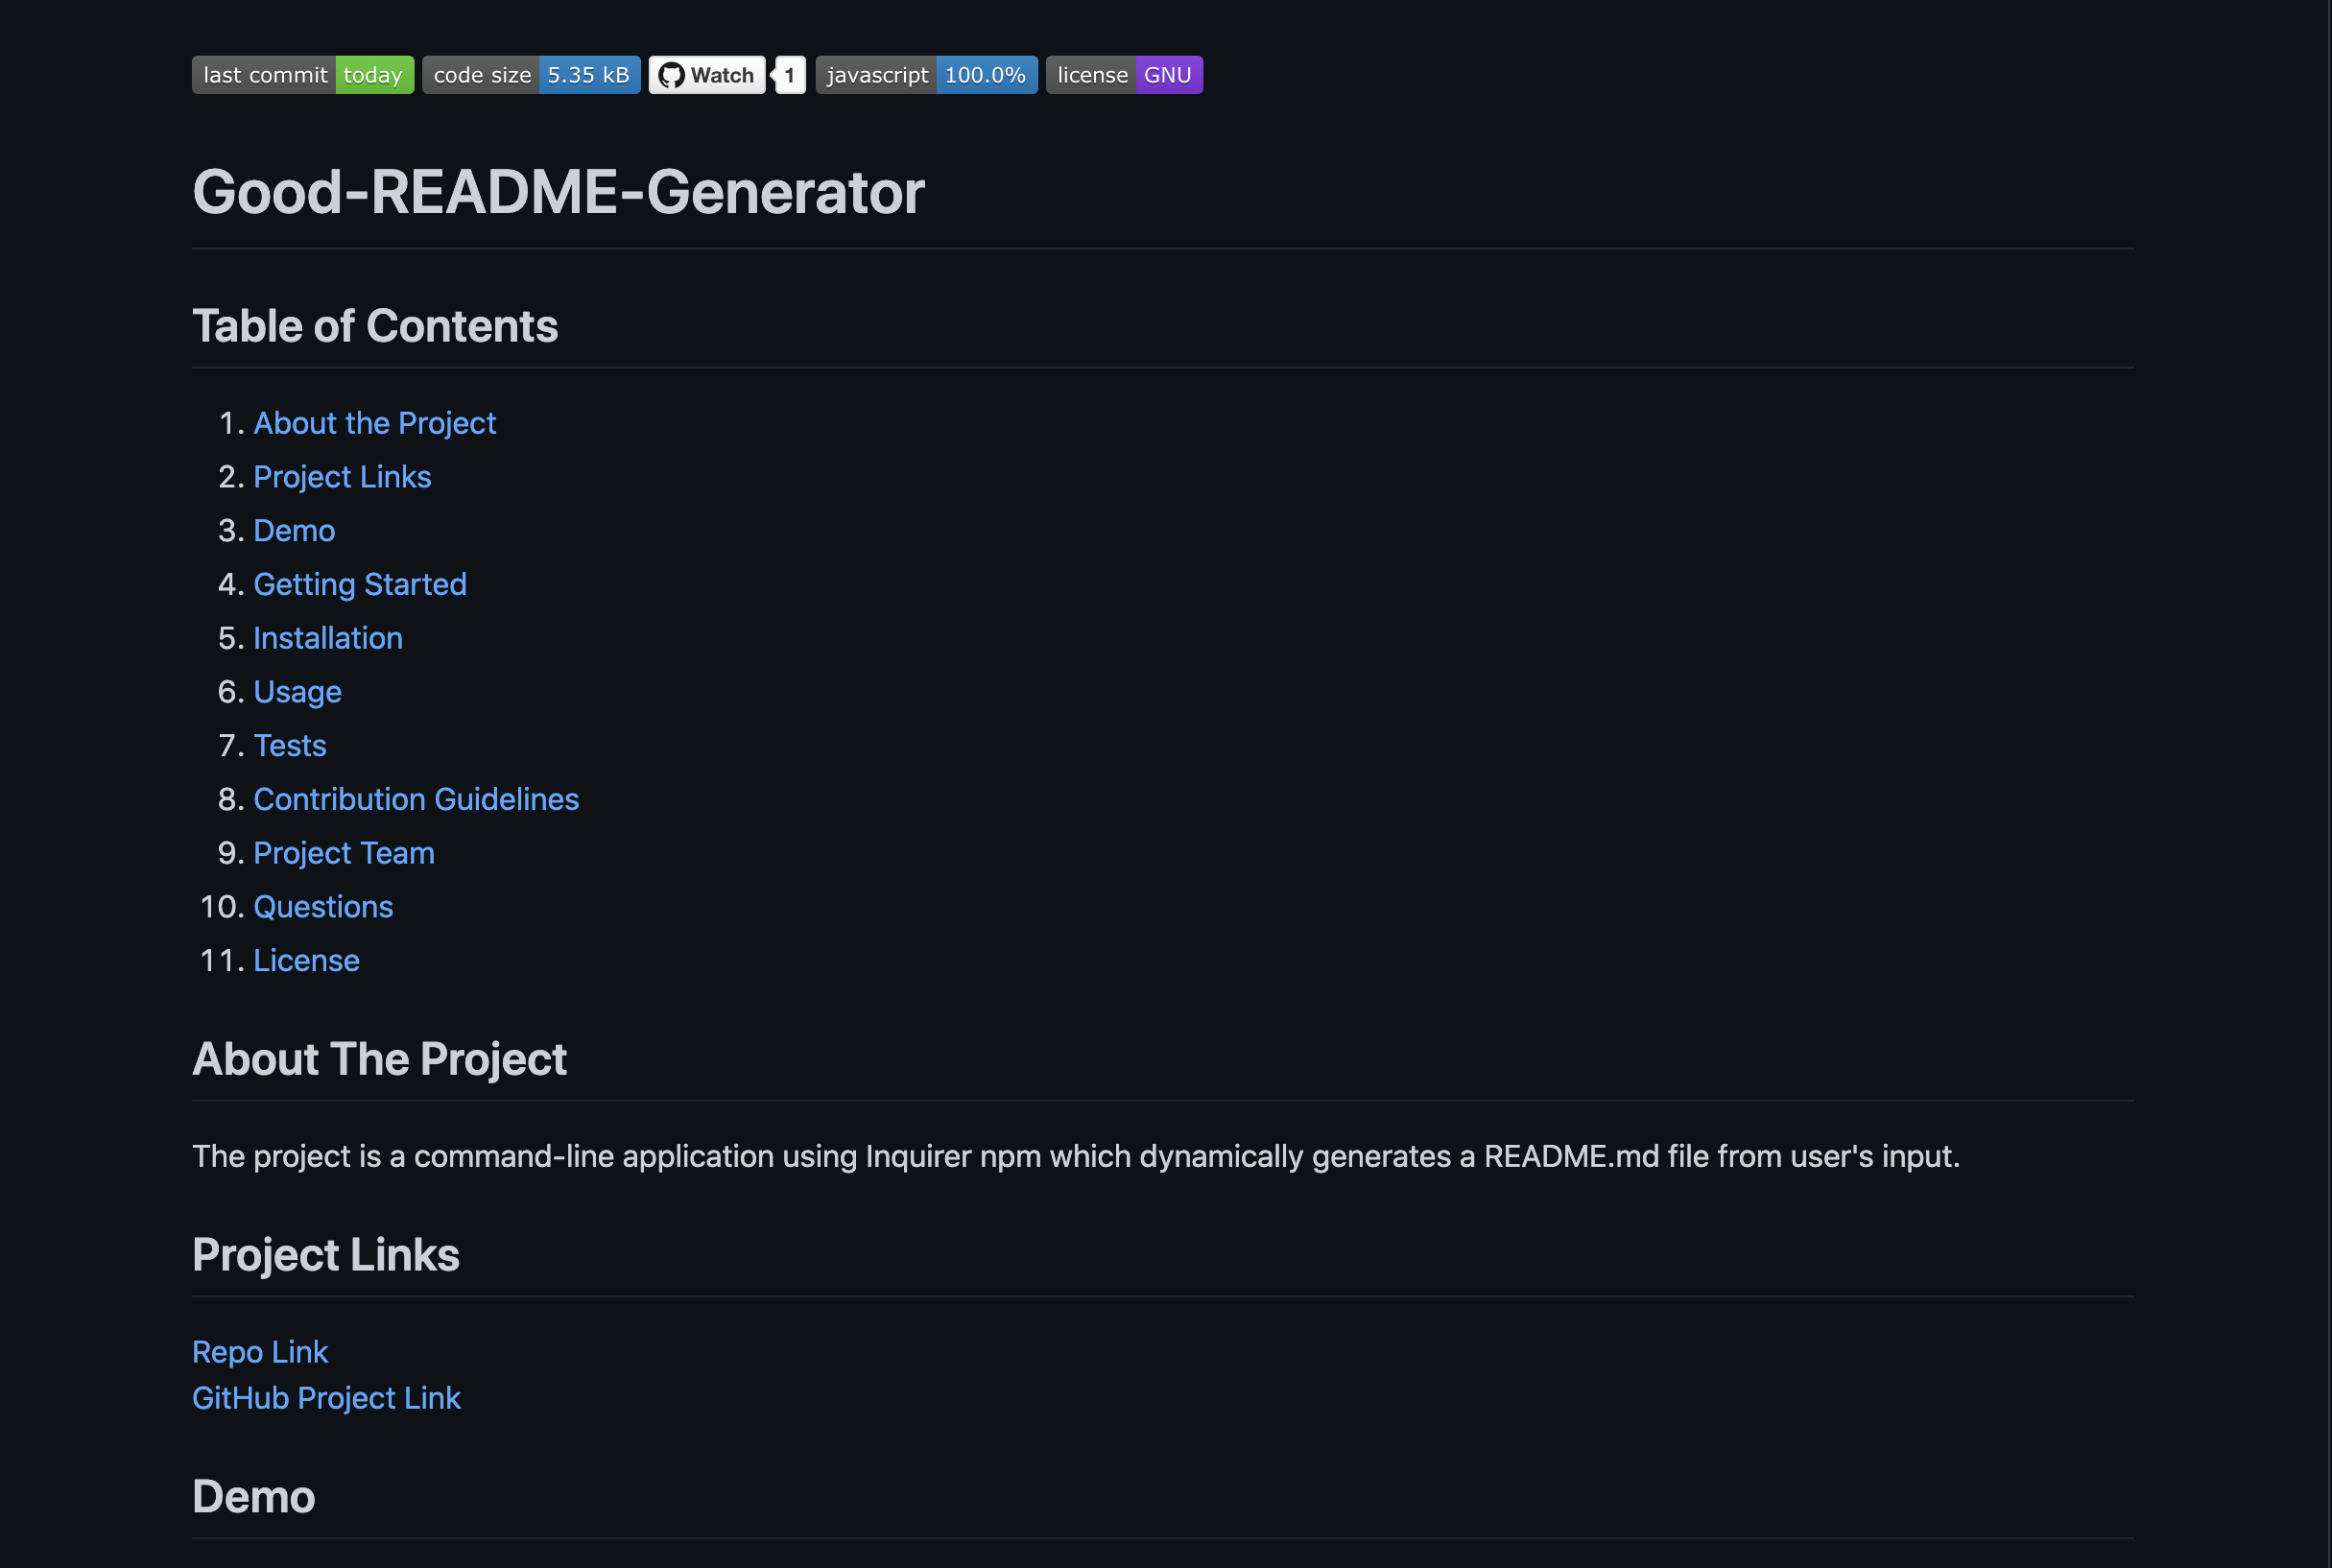 last commit today code size 5.35 kB Watch 1 javascript 100.0% license GNU
Good-README-Generator
Table of Contents
1. About the Project
2. Project Links
3. Demo
4. Getting Started
5. Installation
6. Usage
7. Tests
8. Contribution Guidelines
9. Project Team
10. Questions
11. License
About The Project
The project is a command-line application using Inquirer npm which dynamically generates a README.md file from user's input.
Project Links
Repo Link
GitHub Project Link
Demo